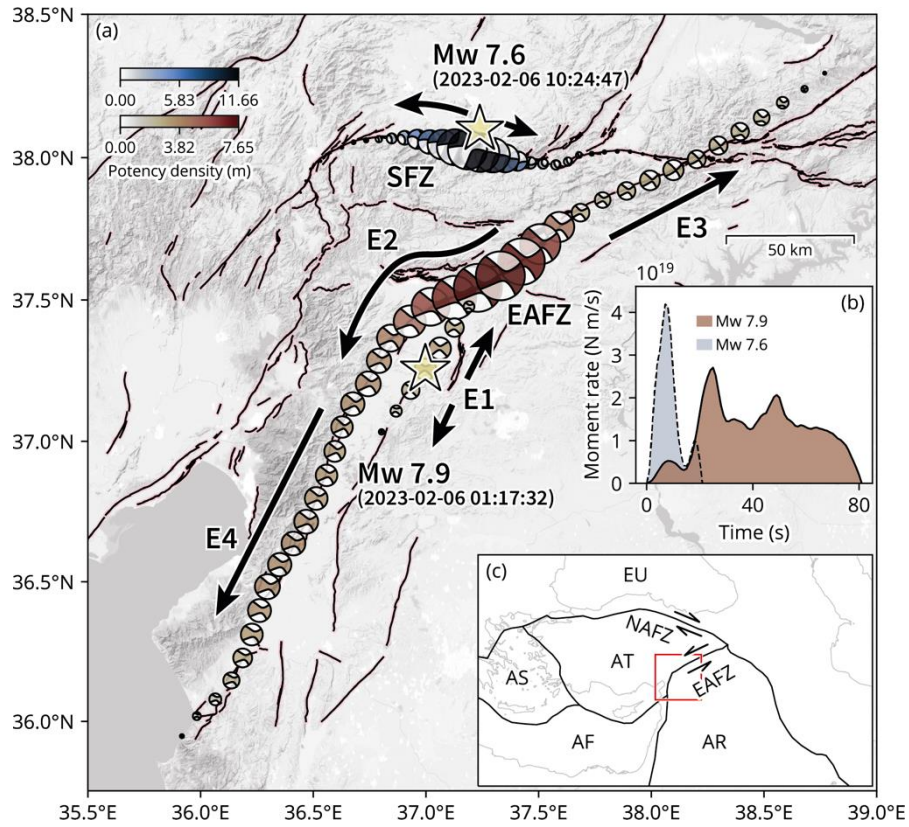 38.5°N
38.0°N
37.5°N
37.0°N
36.5°N
36.0°N
35.5°E
36.0°E
36.5°E
37.0°E
37.5°E
38.0°E
38.5°E
39.0°E
(a)
0.00 5.83 11.66
0.00 3.82 7.65
Potency density (m)
Mw 7.6
(2023-02-06 10:24:47)
SFZ
E2
E3
50 km
EAFZ
E1
Mw 7.9
(2023-02-06 01:17:32)
E4
10¹⁹
(b)
Mw 7.9
Mw 7.6
Moment rate (N m/s)
4
3
2
1
0
0 40 80
Time (s)
(c)
EU
NAFZ
AT
AS
EAFZ
AF
AR